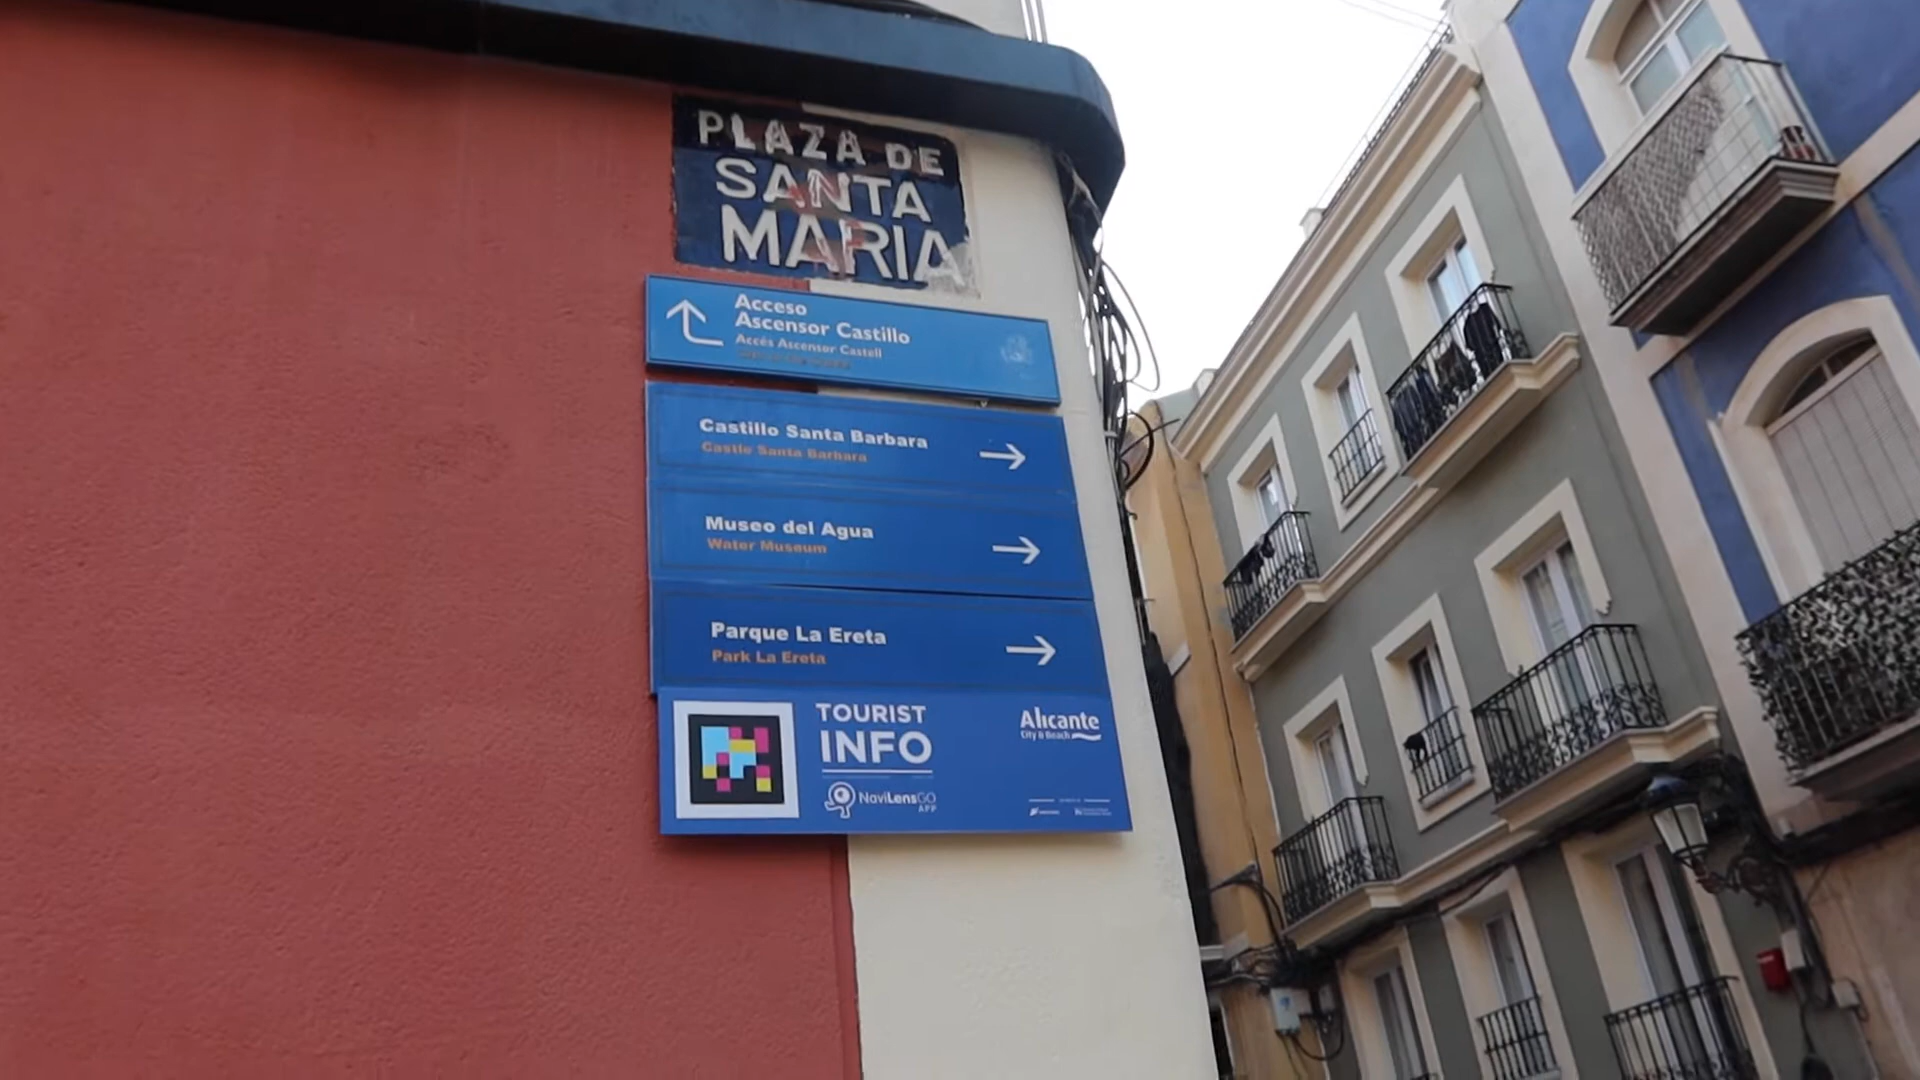 PLAZA DE
SANTA
MARIA
Acceso
Ascensor Castillo
Accés Ascensor Castell
Castillo Santa Barbara
Castle Santa Barbara
Museo del Agua
Water Museum
Parque La Ereta
Park La Ereta
TOURIST
INFO
NaviLensGO
APP
Alicante
City & Beach